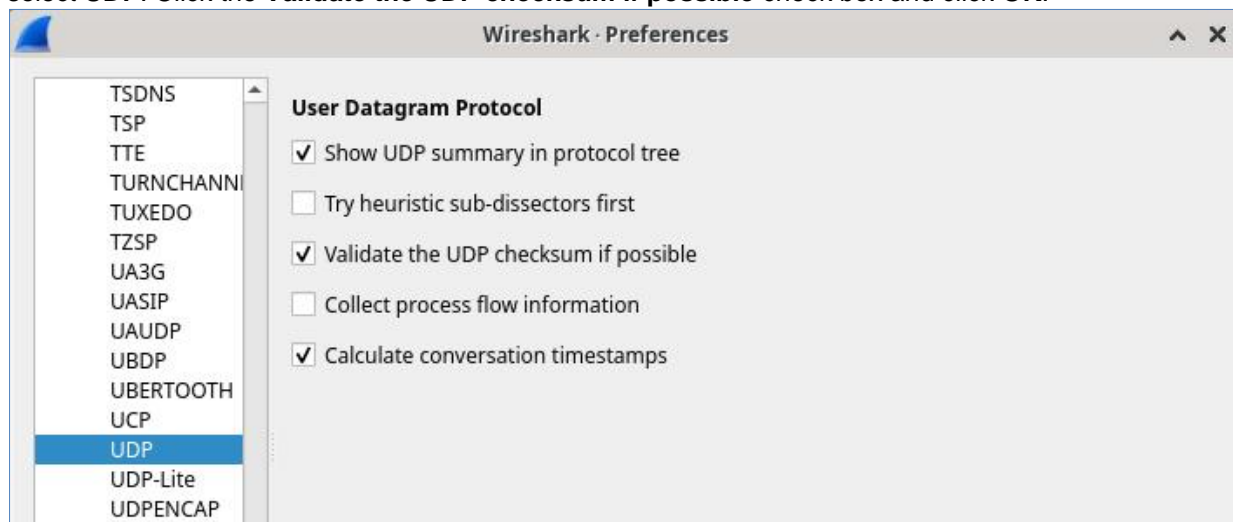 Wireshark · Preferences
TSDNS
TSP
TTE
TURNCHANN
TUXEDO
TZSP
UA3G
UASIP
UAUDP
UBDP
UBERTOOTH
UCP
UDP
UDP-Lite
UDPENCAP
User Datagram Protocol
Show UDP summary in protocol tree
Try heuristic sub-dissectors first
Validate the UDP checksum if possible
Collect process flow information
Calculate conversation timestamps